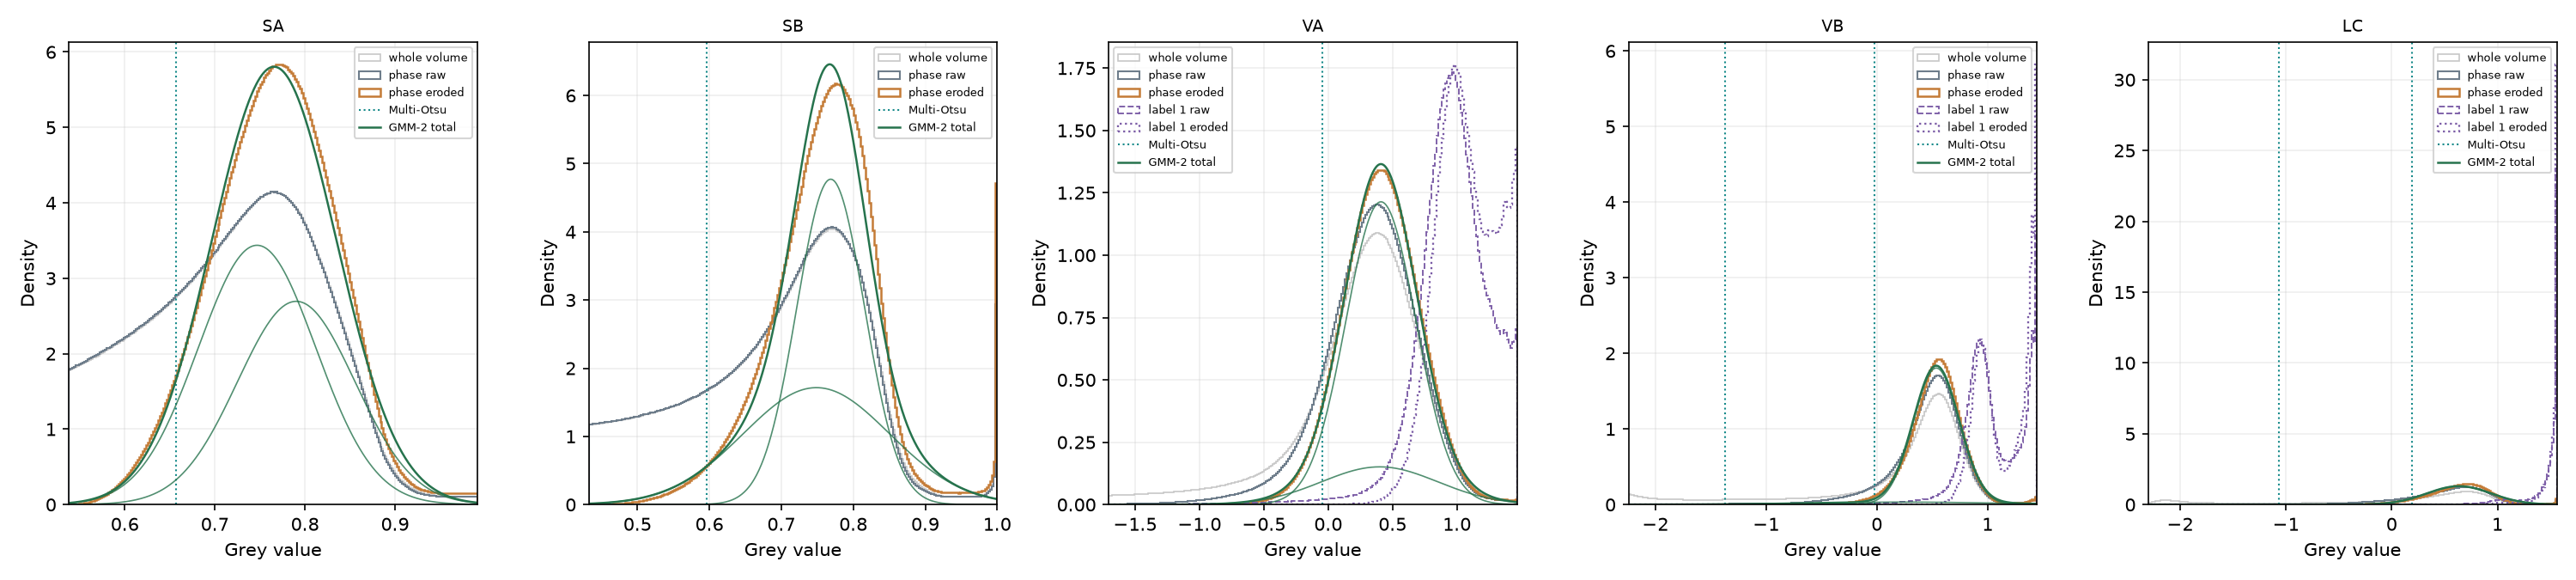 SA
SB
VA
VB
LC
6
5
4
3
2
1
0
Density
0.6
0.7
0.8
0.9
Grey value
whole volume
phase raw
phase eroded
Multi-Otsu
GMM-2 total
6
5
4
3
2
1
0
Density
0.5
0.6
0.7
0.8
0.9
1.0
Grey value
whole volume
phase raw
phase eroded
Multi-Otsu
GMM-2 total
1.75
1.50
1.25
1.00
0.75
0.50
0.25
0.00
Density
−1.5
−1.0
−0.5
0.0
0.5
1.0
Grey value
whole volume
phase raw
phase eroded
label 1 raw
label 1 eroded
Multi-Otsu
GMM-2 total
6
5
4
3
2
1
0
Density
−2
−1
0
1
Grey value
whole volume
phase raw
phase eroded
label 1 raw
label 1 eroded
Multi-Otsu
GMM-2 total
30
25
20
15
10
5
0
Density
−2
−1
0
1
Grey value
whole volume
phase raw
phase eroded
label 1 raw
label 1 eroded
Multi-Otsu
GMM-2 total